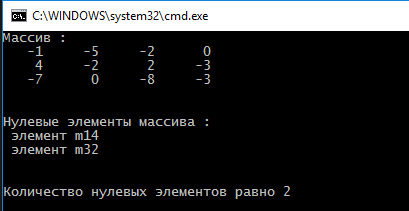 C:\WINDOWS\system32\cmd.exe
Массив :
-1 -5 -2 0
4 -2 2 -3
-7 0 -8 -3
Нулевые элементы массива :
элемент m14
элемент m32
Количество нулевых элементов равно 2